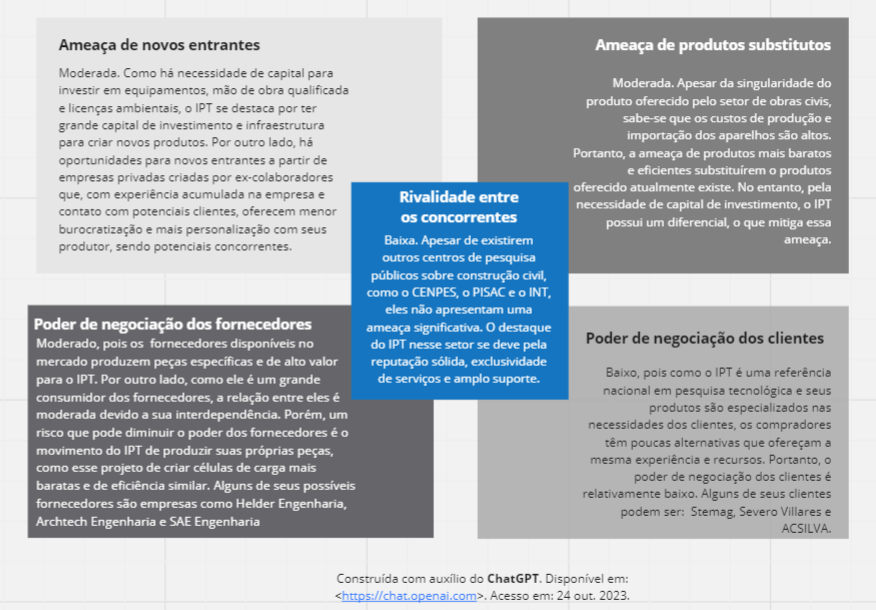 Ameaça de novos entrantes
Moderada. Como há necessidade de capital para
investir em equipamentos, mão de obra qualificada
e licenças ambientais, o IPT se destaca por ter
grande capital de investimento e infraestrutura
para criar novos produtos. Por outro lado, há
oportunidades para novos entrantes a partir de
empresas privadas criadas por ex-colaboradores
que, com experiência acumulada na empresa e
contato com potenciais clientes, oferecem menor
burocratização e mais personalização com seus
produtor, sendo potenciais concorrentes.
Ameaça de produtos substitutos
Moderada. Apesar da singularidade do
produto oferecido pelo setor de obras civis,
sabe-se que os custos de produção e
importação dos aparelhos são altos.
Portanto, a ameaça de produtos mais baratos
e eficientes substituírem o produtos
oferecido atualmente existe. No entanto, pela
necessidade de capital de investimento, o IPT
possui um diferencial, o que mitiga essa
ameaça.
Rivalidade entre
os concorrentes
Baixa. Apesar de existirem
outros centros de pesquisa
públicos sobre construção civil,
como o CENPES, o PISAC e o INT,
eles não apresentam uma
ameaça significativa. O destaque
do IPT nesse setor se deve pela
reputação sólida, exclusividade
de serviços e amplo suporte.
Poder de negociação dos fornecedores
Moderado, pois os fornecedores disponíveis no
mercado produzem peças específicas e de alto valor
para o IPT. Por outro lado, como ele é um grande
consumidor dos fornecedores, a relação entre eles é
moderada devido a sua interdependência. Porém, um
risco que pode diminuir o poder dos fornecedores é o
movimento do IPT de produzir suas próprias peças,
como esse projeto de criar células de carga mais
baratas e de eficiência similar. Alguns de seus possíveis
fornecedores são empresas como Helder Engenharia,
Archtech Engenharia e SAE Engenharia
Poder de negociação dos clientes
Baixo, pois como o IPT é uma referência
nacional em pesquisa tecnológica e seus
produtos são especializados nas
necessidades dos clientes, os compradores
têm poucas alternativas que ofereçam a
mesma experiência e recursos. Portanto, o
poder de negociação dos clientes é
relativamente baixo. Alguns de seus clientes
podem ser: Stemag, Severo Villares e
ACSILVA.
Construída com auxílio do ChatGPT. Disponível em:
<https://chat.openai.com>. Acesso em: 24 out. 2023.